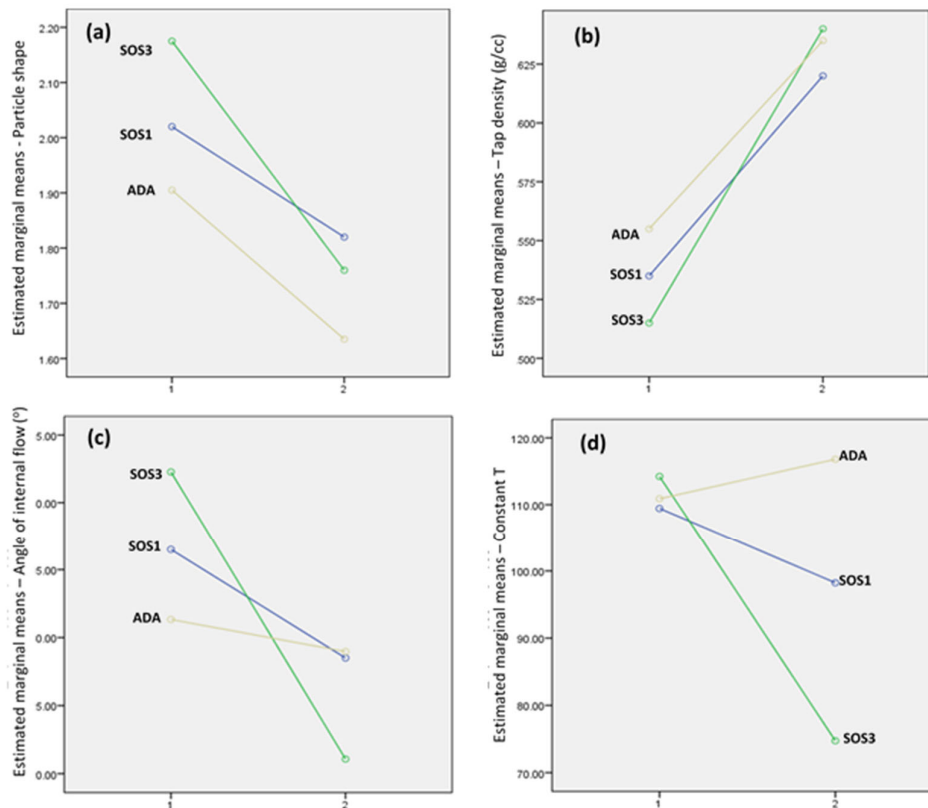 (a)
Estimated marginal means - Particle shape
2.20
2.10
2.00
1.90
1.80
1.70
1.60
SOS3
SOS1
ADA
1
2
(b)
Estimated marginal means – Tap density (g/cc)
.625
.600
.575
.550
.525
.500
ADA
SOS1
SOS3
1
2
(c)
Estimated marginal means – Angle of internal flow (°)
5.00
0.00
5.00
0.00
5.00
0.00
SOS3
SOS1
ADA
1
2
(d)
Estimated marginal means – Constant T
120.00
110.00
100.00
90.00
80.00
70.00
ADA
SOS1
SOS3
1
2